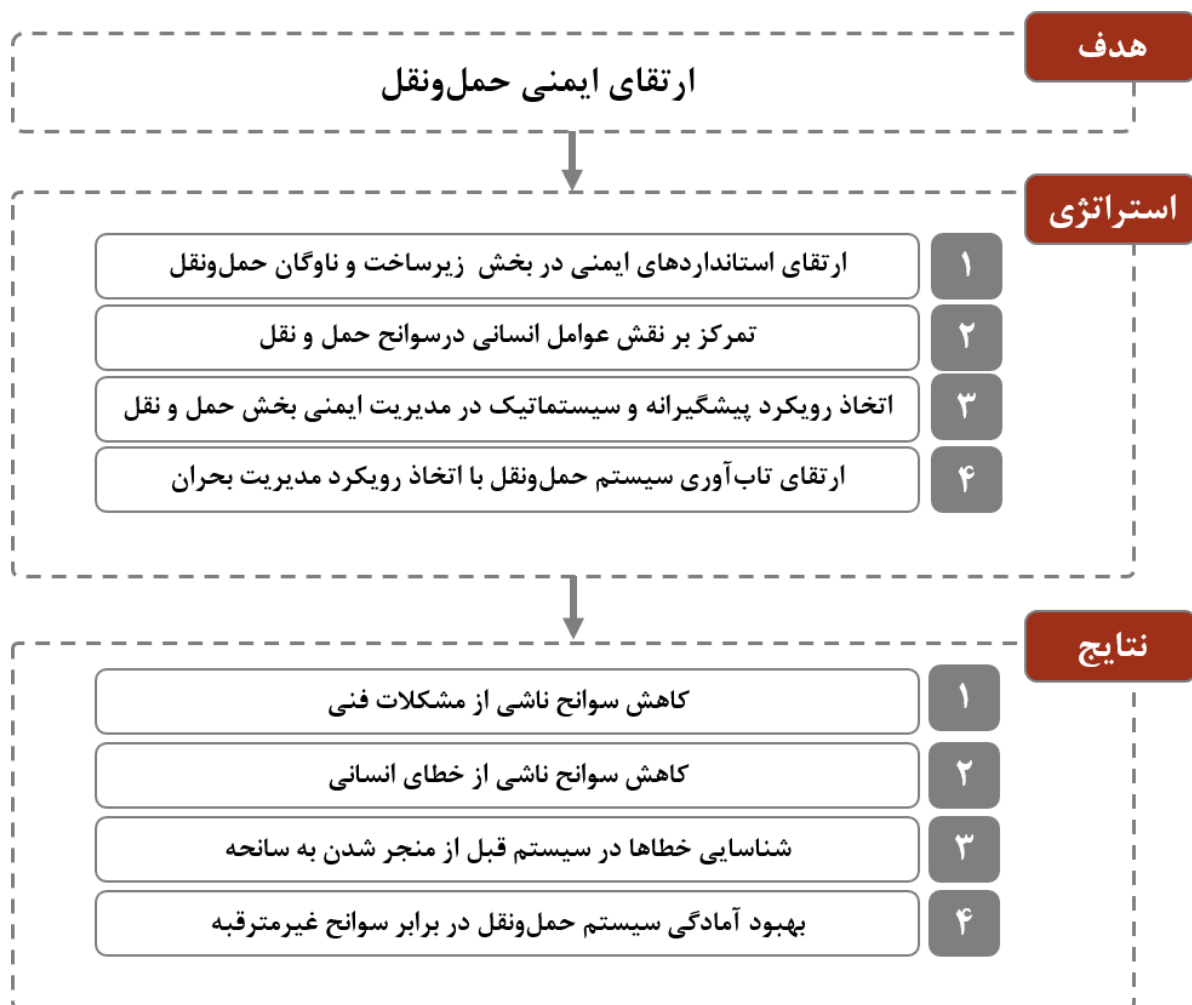 هدف
ارتقای ایمنی حمل‌ونقل
استراتژی
۱ ارتقای استانداردهای ایمنی در بخش زیرساخت و ناوگان حمل‌ونقل
۲ تمرکز بر نقش عوامل انسانی درسوانح حمل و نقل
۳ اتخاذ رویکرد پیشگیرانه و سیستماتیک در مدیریت ایمنی بخش حمل و نقل
۴ ارتقای تاب‌آوری سیستم حمل‌ونقل با اتخاذ رویکرد مدیریت بحران
نتایج
۱ کاهش سوانح ناشی از مشکلات فنی
۲ کاهش سوانح ناشی از خطای انسانی
۳ شناسایی خطاها در سیستم قبل از منجر شدن به سانحه
۴ بهبود آمادگی سیستم حمل‌ونقل در برابر سوانح غیرمترقبه